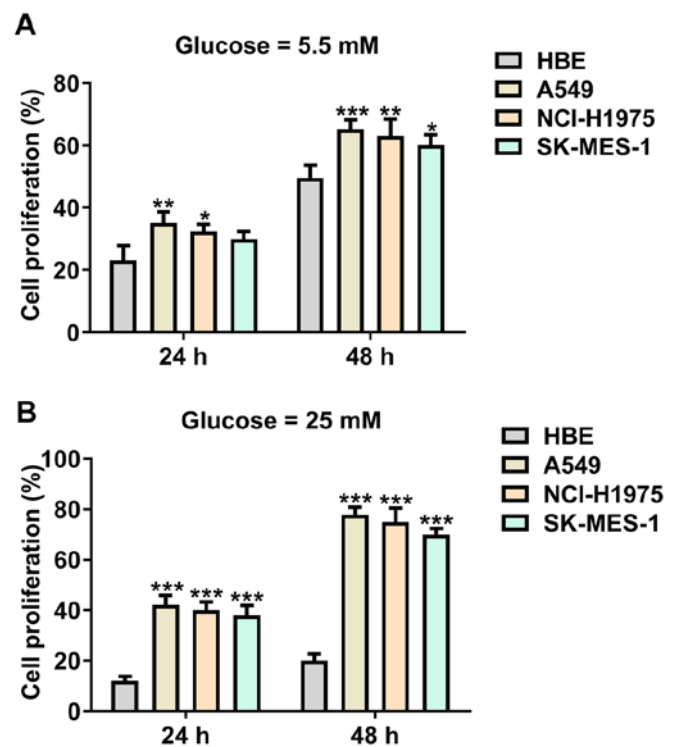 A
Glucose = 5.5 mM
HBE
A549
NCI-H1975
SK-MES-1
Cell proliferation (%)
80
60
40
20
0
** *
*** ** *
24 h 48 h
B
Glucose = 25 mM
HBE
A549
NCI-H1975
SK-MES-1
Cell proliferation (%)
100
80
60
40
20
0
*** *** ***
*** *** ***
24 h 48 h